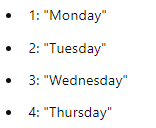 • 1: "Monday"
• 2: "Tuesday"
• 3: "Wednesday"
• 4: "Thursday"